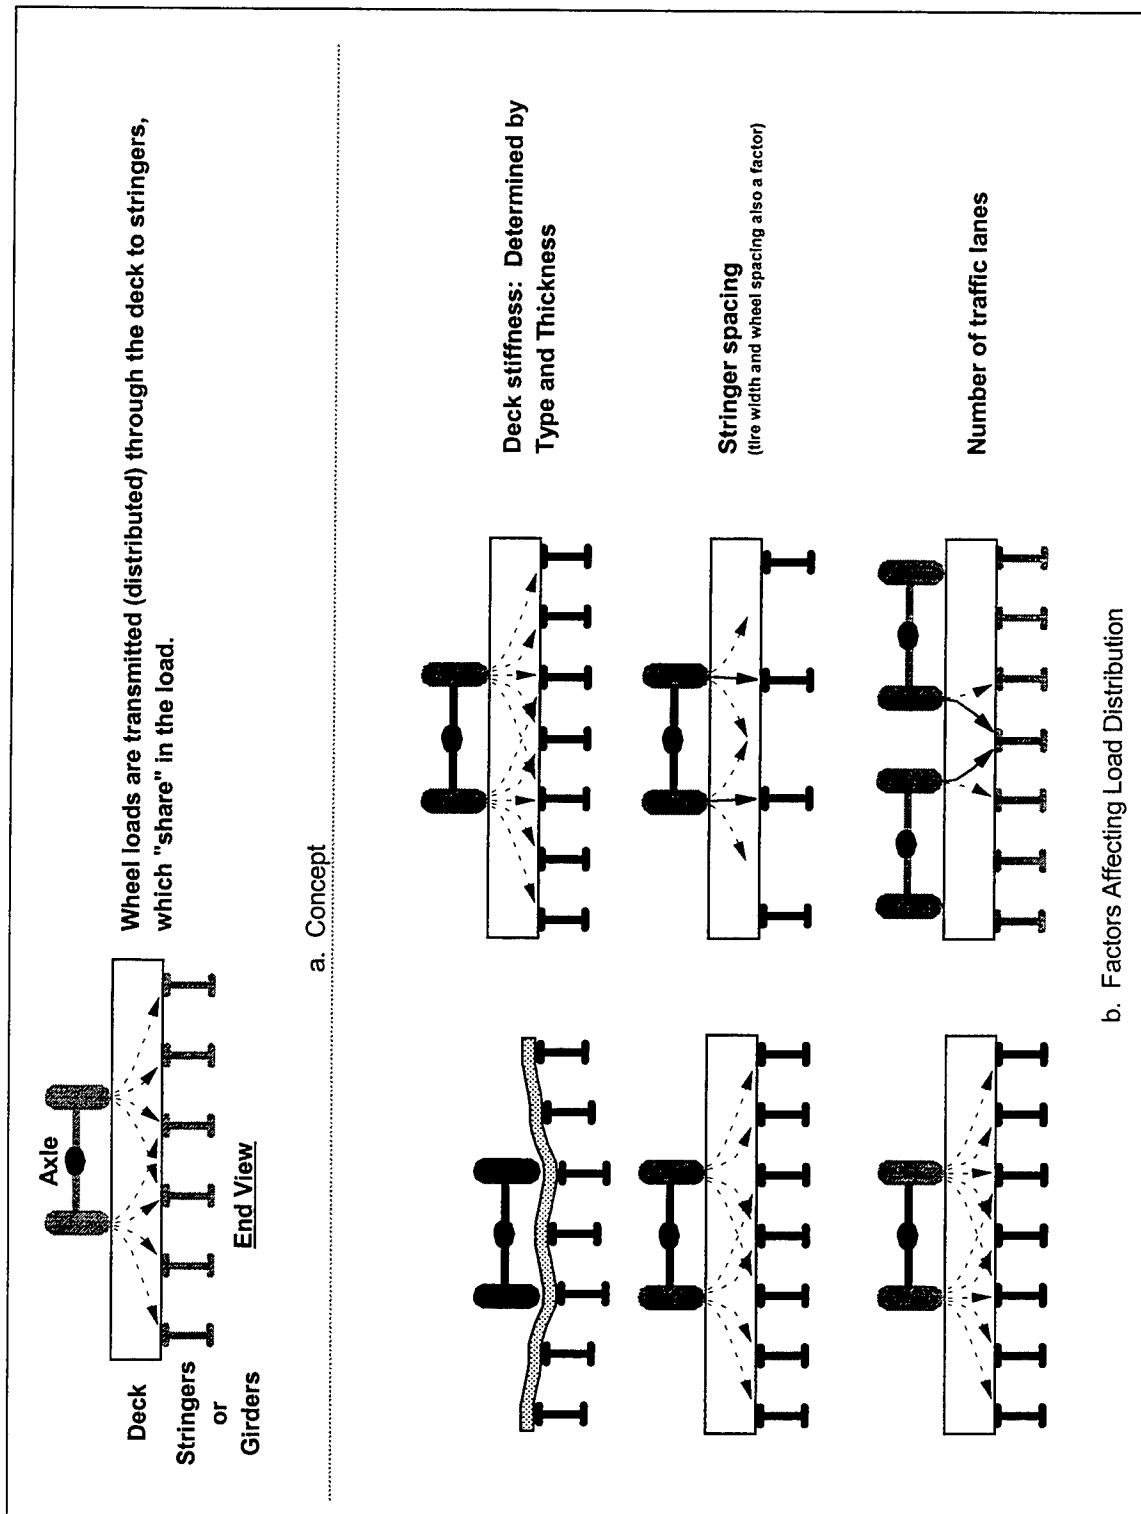 Axle
Deck
Stringers
or
Girders
End View
Wheel loads are transmitted (distributed) through the deck to stringers,
which "share" in the load.
a. Concept
Deck stiffness: Determined by
Type and Thickness
Stringer spacing
(tire width and wheel spacing also a factor)
Number of traffic lanes
b. Factors Affecting Load Distribution